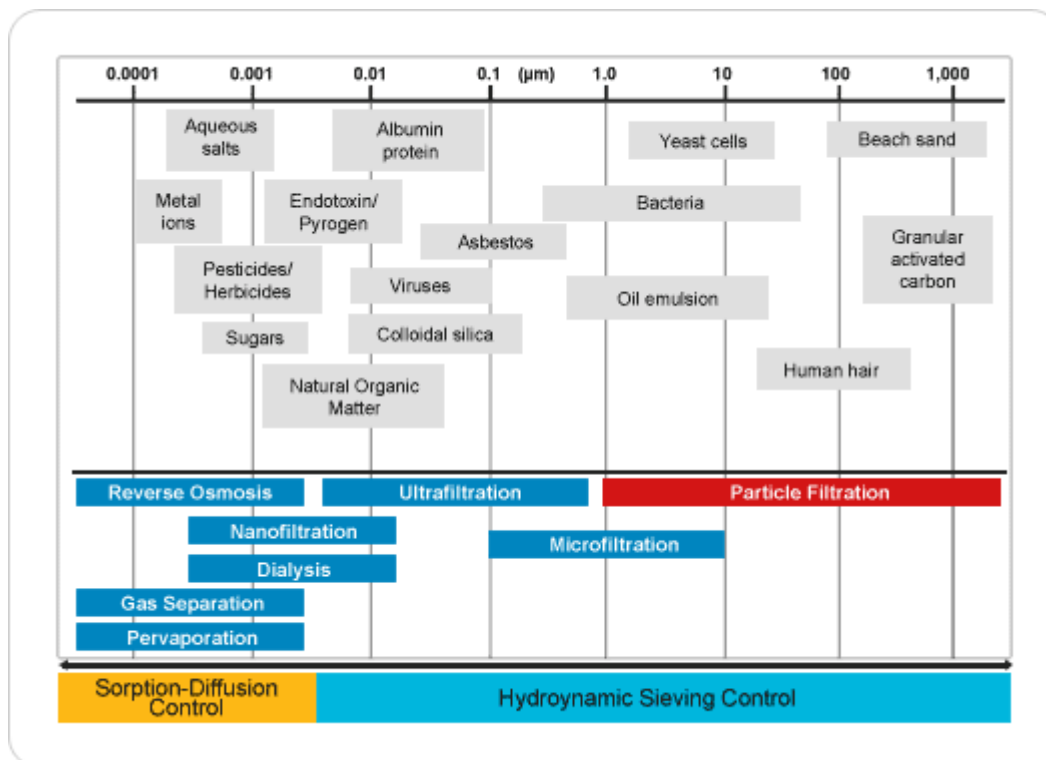 0.0001 0.001 0.01 0.1 (µm) 1.0 10 100 1,000
Aqueous
salts
Albumin
protein
Yeast cells
Beach sand
Metal
ions
Endotoxin/
Pyrogen
Bacteria
Asbestos
Granular
activated
carbon
Pesticides/
Herbicides
Viruses
Oil emulsion
Sugars
Colloidal silica
Human hair
Natural Organic
Matter
Reverse Osmosis
Ultrafiltration
Particle Filtration
Nanofiltration
Microfiltration
Dialysis
Gas Separation
Pervaporation
Sorption-Diffusion
Control
Hydroynamic Sieving Control